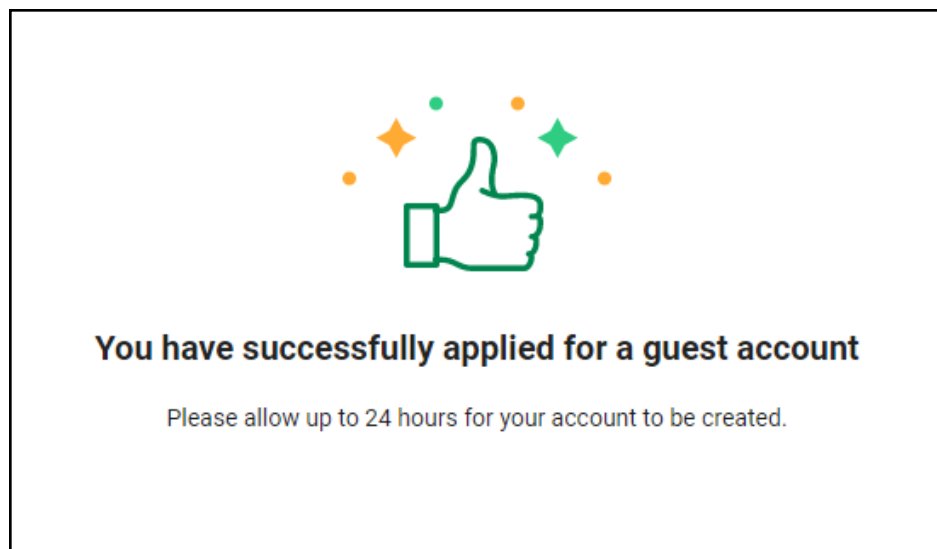 You have successfully applied for a guest account
Please allow up to 24 hours for your account to be created.